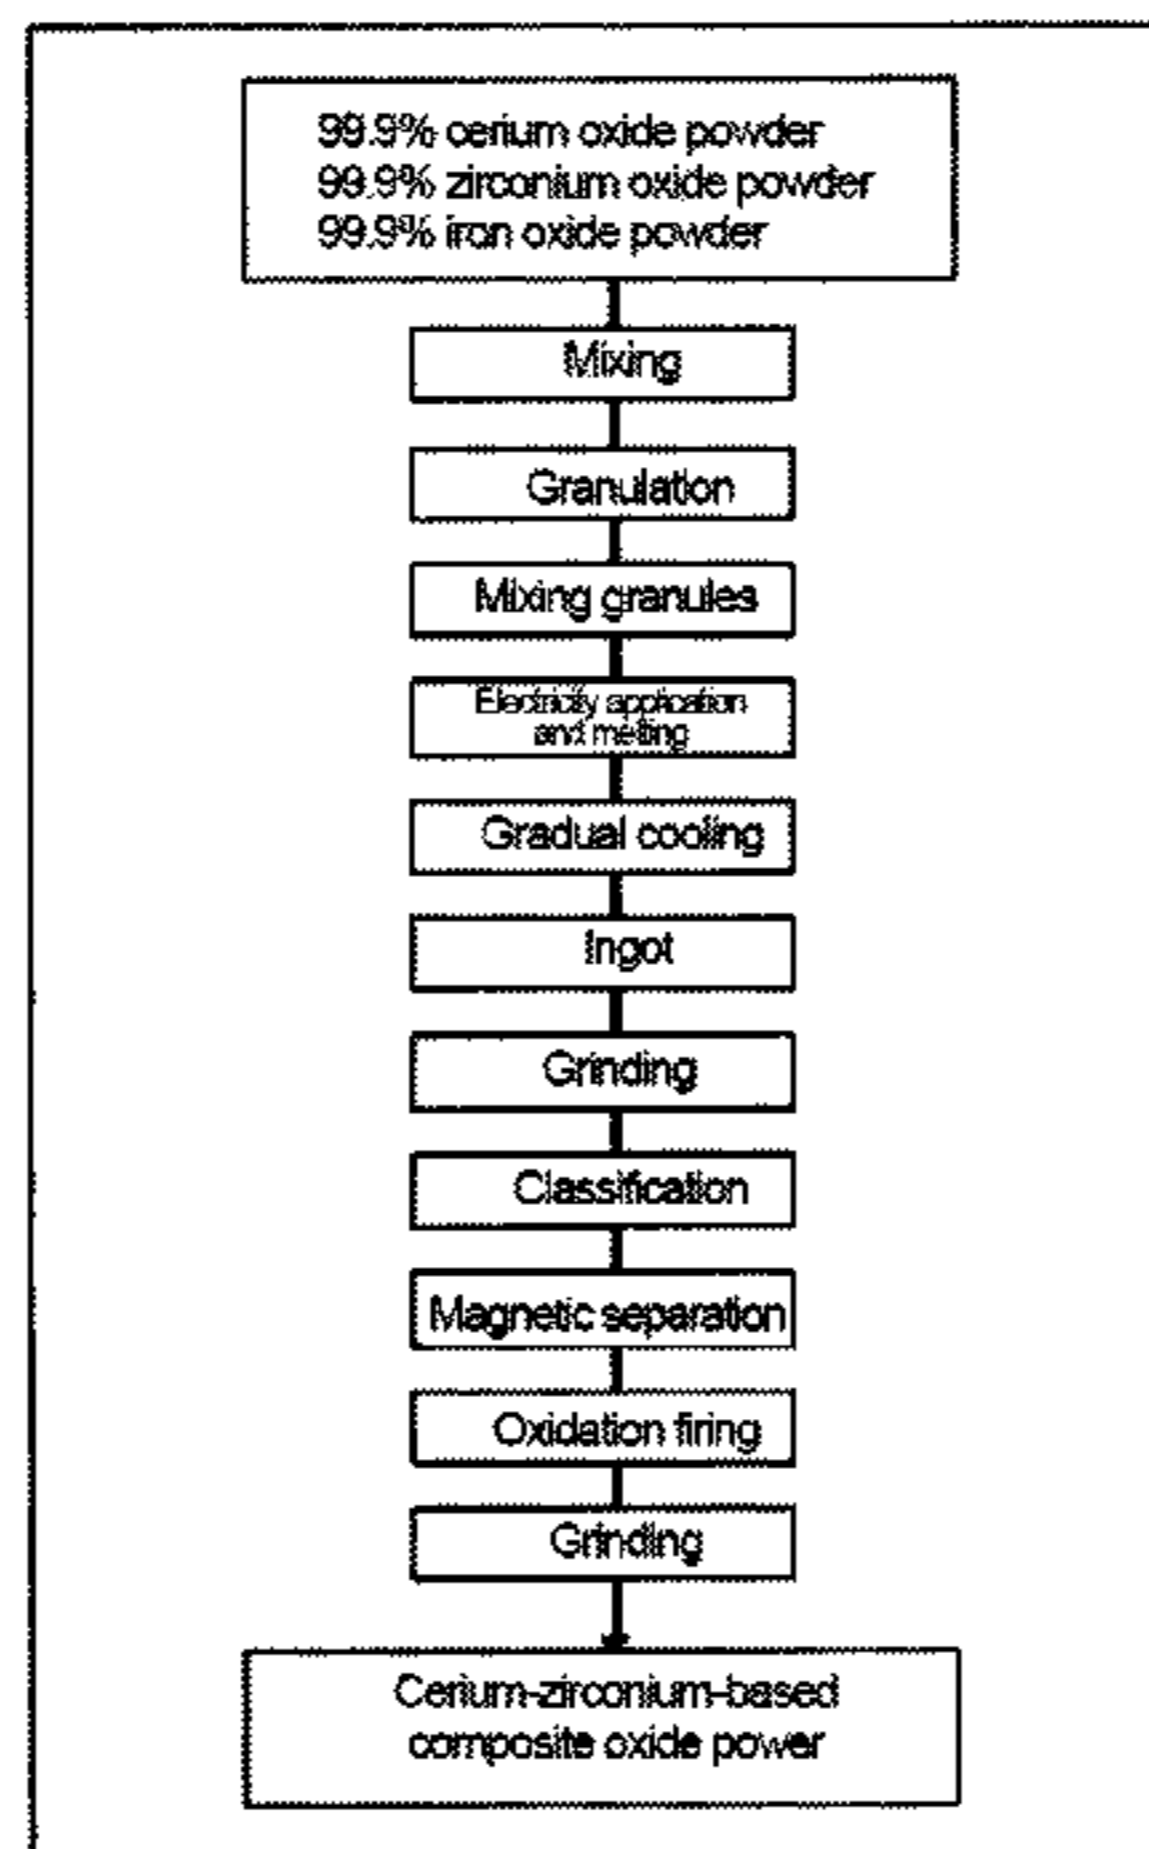 99.9% cerium oxide powder
99.9% zirconium oxide powder
99.9% iron oxide powder
Mixing
Granulation
Mixing granules
Electricity application
and melting
Gradual cooling
Ingot
Grinding
Classification
Magnetic separation
Oxidation firing
Grinding
Cerium-zirconium-based
composite oxide power